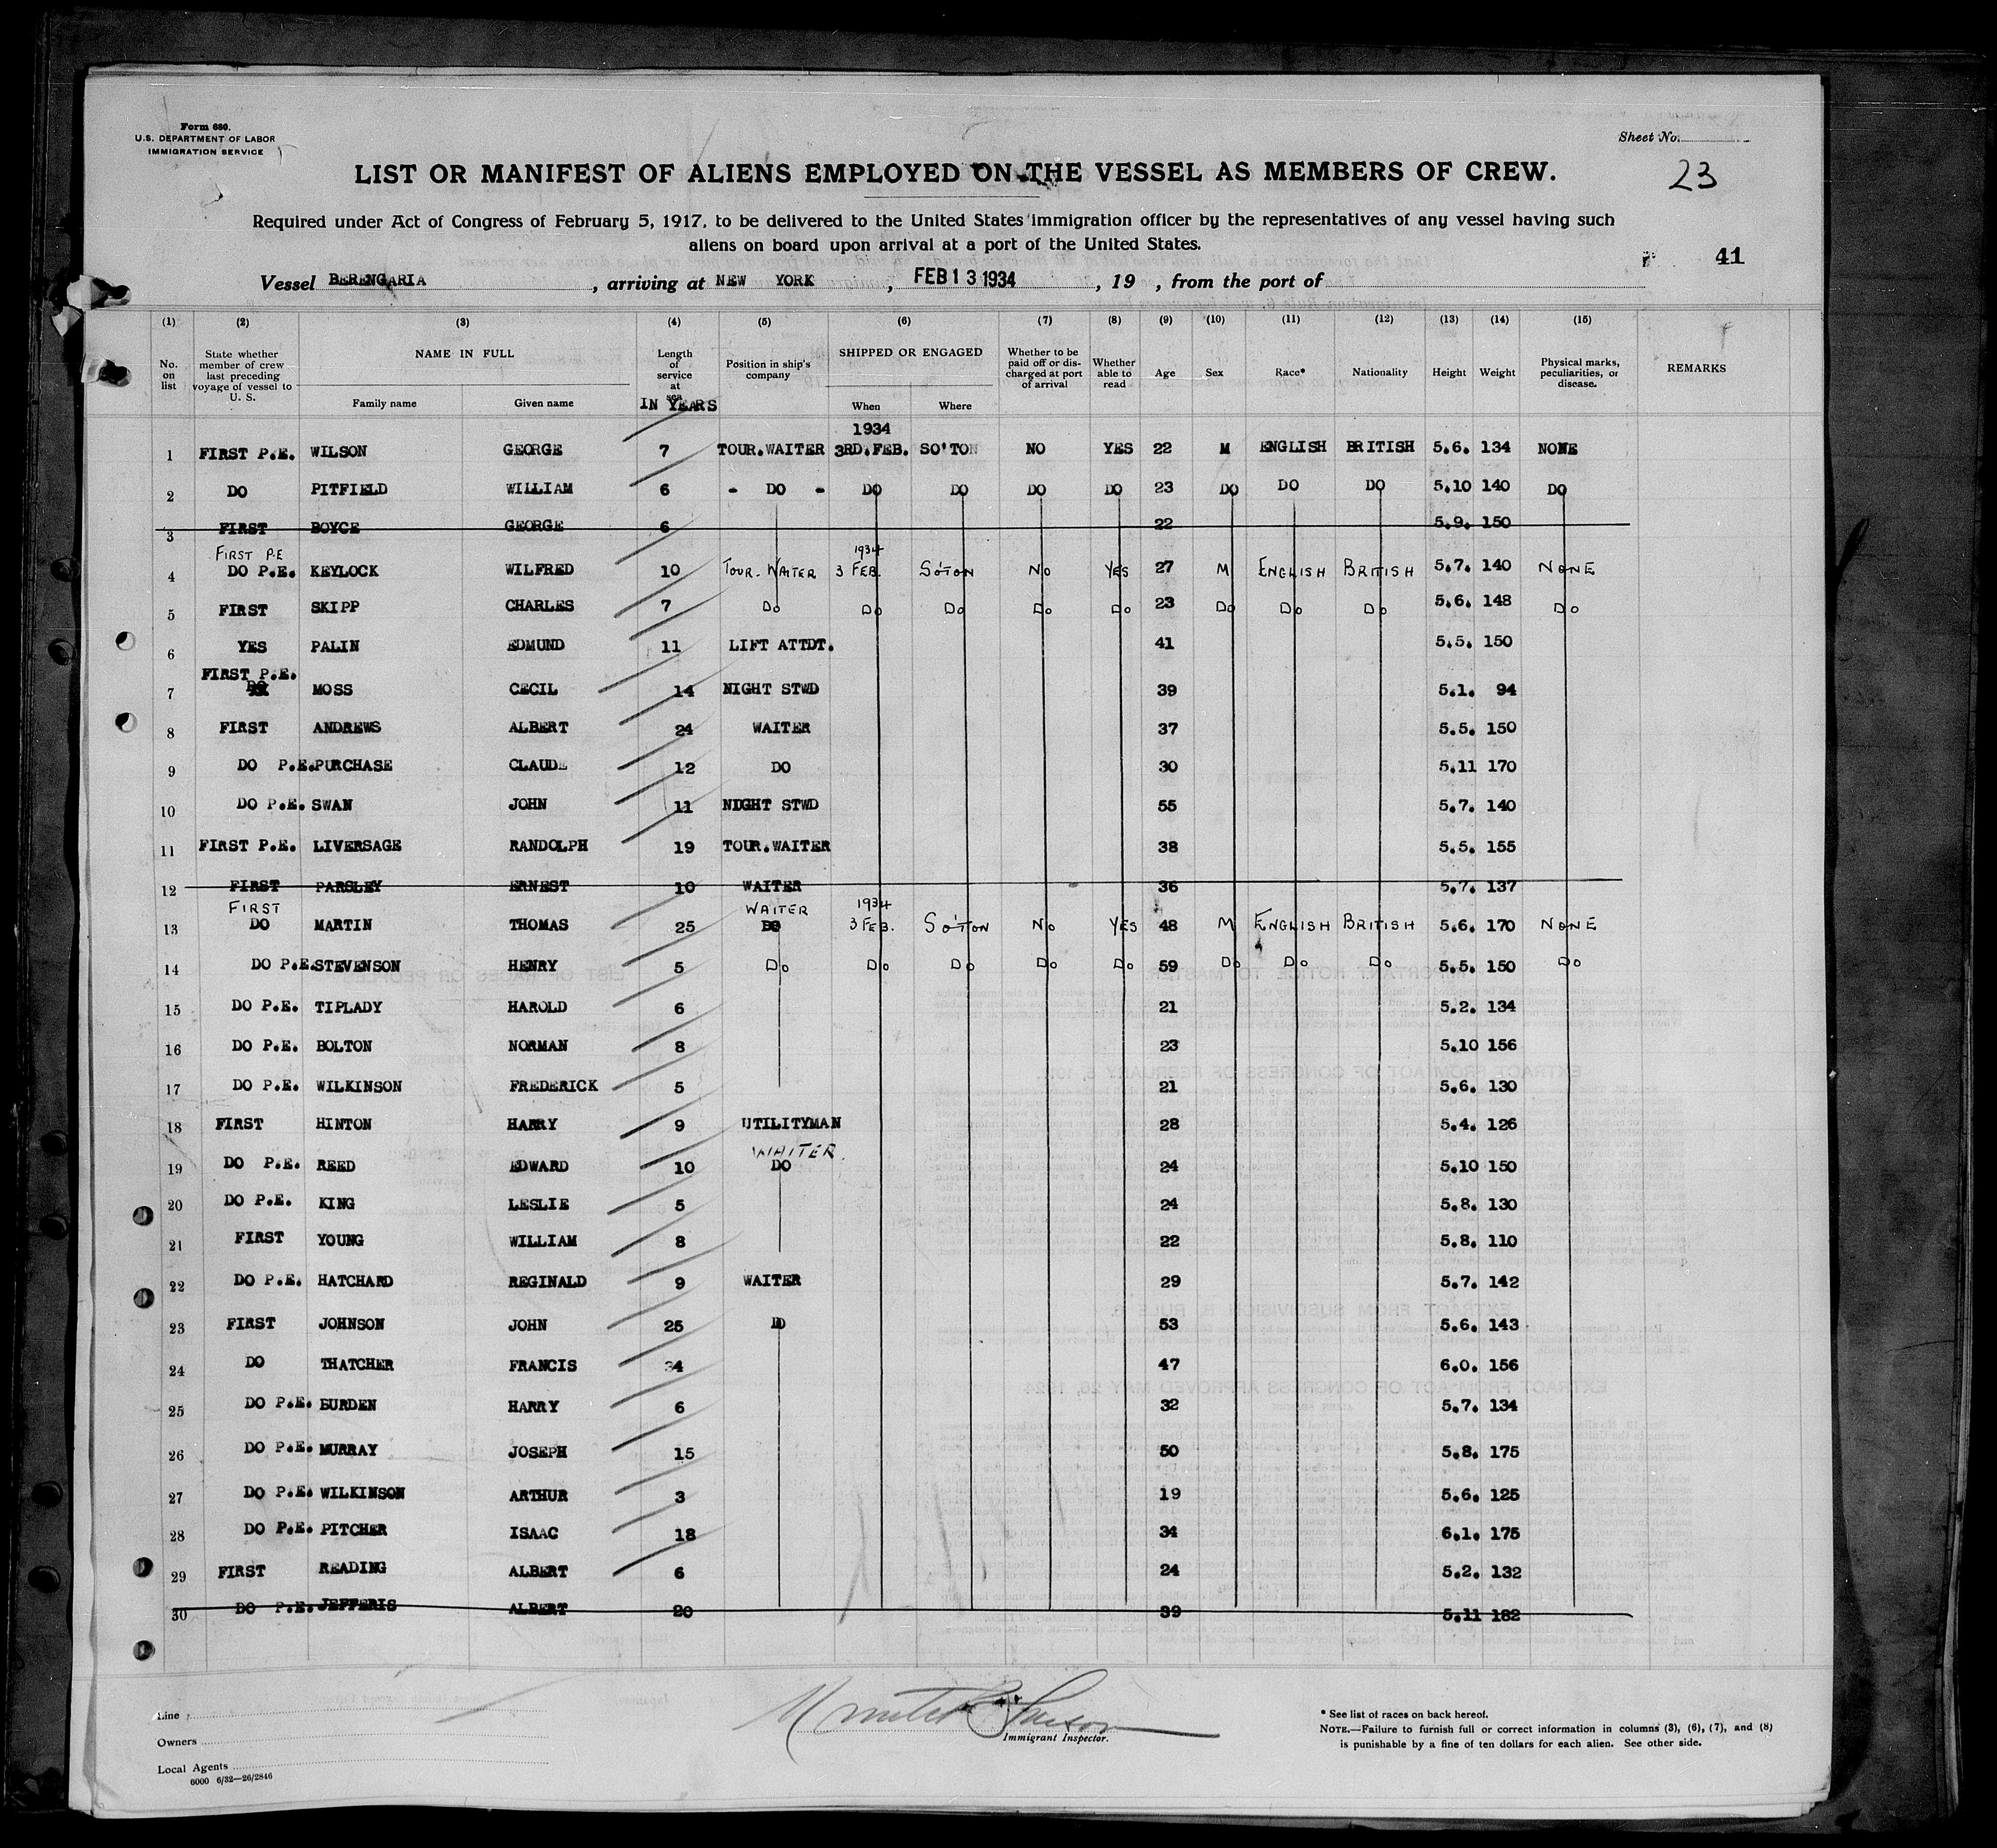 Form 680.
U.S. DEPARTMENT OF LABOR
IMMIGRATION SERVICE
Sheet No.
LIST OR MANIFEST OF ALIENS EMPLOYED ON THE VESSEL AS MEMBERS OF CREW.
23
Required under Act of Congress of February 5, 1917, to be delivered to the United States immigration officer by the representatives of any vessel having such
aliens on board upon arrival at a port of the United States.
41
Vessel BERENGARIA, arriving at NEW YORK, FEB 13 1934, 19 , from the port of
(1) (2) (3) (4) (5) (6) (7) (8) (9) (10) (11) (12) (13) (14) (15)
No. on list State whether member of crew last preceding voyage of vessel to U. S. NAME IN FULL Family name Given name Length of service at sea IN YEARS Position in ship's company SHIPPED OR ENGAGED When Where Whether to be paid off or discharged at port of arrival Whether able to read Age Sex Race* Nationality Height Weight Physical marks, peculiarities, or disease. REMARKS
1934
1 FIRST P.E. WILSON GEORGE 7 TOUR.WAITER 3RD.FEB. SO'TON NO YES 22 M ENGLISH BRITISH 5.6. 134 NONE
2 DO PITFIELD WILLIAM 6 - DO - DO DO DO DO 23 DO DO DO 5.10 140 DO
3 FIRST BOYCE GEORGE 6 22 5.9. 150
FIRST P.E 1934
4 DO P.E. KEYLOCK WILFRED 10 TOUR. WAITER 3 FEB. SO'TON NO YES 27 M ENGLISH BRITISH 5.7. 140 NONE
5 FIRST SKIPP CHARLES 7 DO DO DO DO DO 23 DO DO DO 5.6. 148 DO
6 YES PALIN EDMUND 11 LIFT ATTDT. 41 5.5. 150
FIRST P.E.
7 DO MOSS CECIL 14 NIGHT STWD 39 5.1. 94
8 FIRST ANDREWS ALBERT 24 WAITER 37 5.5. 150
9 DO P.E. PURCHASE CLAUDE 12 DO 30 5.11 170
10 DO P.E. SWAN JOHN 11 NIGHT STWD 55 5.7. 140
11 FIRST P.E. LIVERSAGE RANDOLPH 19 TOUR.WAITER 38 5.5. 155
12 FIRST PARSLEY ERNEST 10 WAITER 36 5.7. 137
FIRST WAITER 1934
13 DO MARTIN THOMAS 25 DO 3 FEB. SO'TON NO YES 48 M ENGLISH BRITISH 5.6. 170 NONE
14 DO P.E. STEVENSON HENRY 5 DO DO DO DO DO 59 DO DO DO 5.5. 150 DO
15 DO P.E. TIPLADY HAROLD 6 21 5.2. 134
16 DO P.E. BOLTON NORMAN 8 23 5.10 156
17 DO P.E. WILKINSON FREDERICK 5 21 5.6. 130
18 FIRST HINTON HARRY 9 UTILITYMAN 28 5.4. 126
WAITER
19 DO P.E. REED EDWARD 10 DO 24 5.10 150
20 DO P.E. KING LESLIE 5 24 5.8. 130
21 FIRST YOUNG WILLIAM 8 22 5.8. 110
22 DO P.E. HATCHARD REGINALD 9 WAITER 29 5.7. 142
23 FIRST JOHNSON JOHN 25 DO 53 5.6. 143
24 DO THATCHER FRANCIS 34 47 6.0. 156
25 DO P.E. BURDEN HARRY 6 32 5.7. 134
26 DO P.E. MURRAY JOSEPH 15 50 5.8. 175
27 DO P.E. WILKINSON ARTHUR 3 19 5.6. 125
28 DO P.E. PITCHER ISAAC 18 34 6.1. 175
29 FIRST READING ALBERT 6 24 5.2. 132
30 DO P.E. JEFFERIS ALBERT 20 39 5.11 182
Line
Owners
Local Agents
6000 6/32—26/2846
Immigrant Inspector.
* See list of races on back hereof.
NOTE.—Failure to furnish full or correct information in columns (3), (6), (7), and (8)
is punishable by a fine of ten dollars for each alien. See other side.